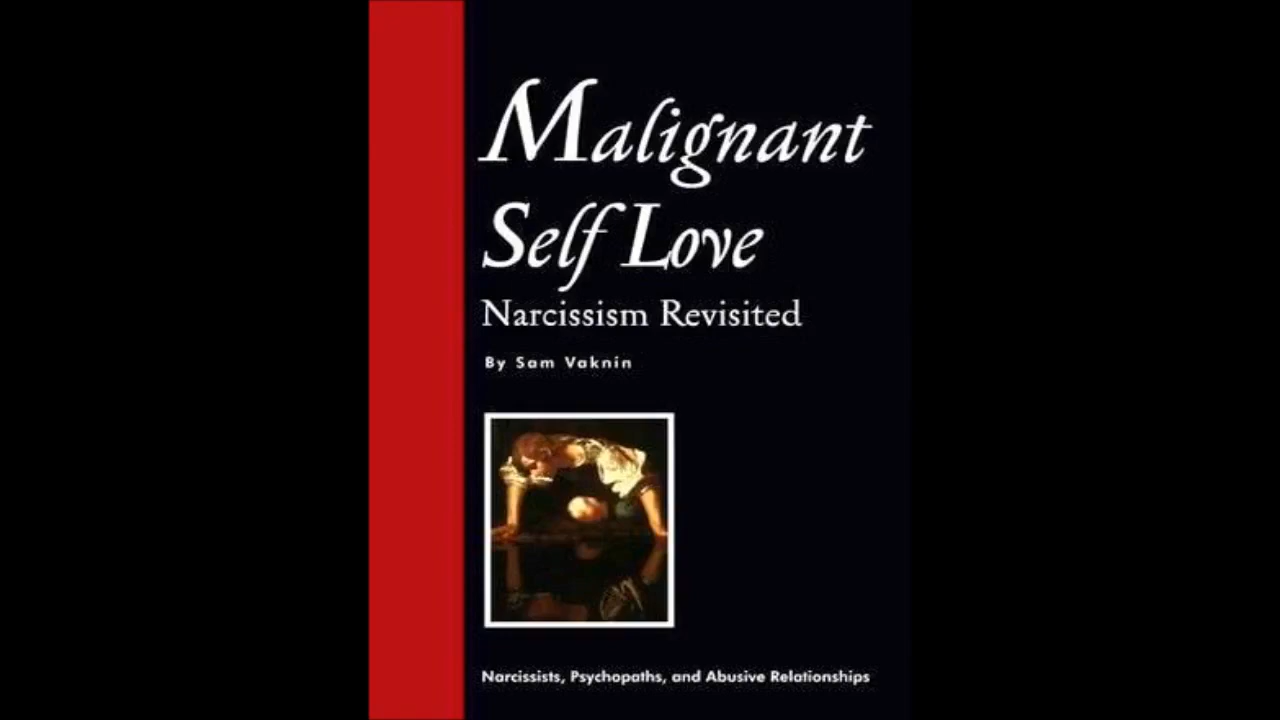 Malignant
Self Love
Narcissism Revisited
By Sam Vaknin
Narcissists, Psychopaths, and Abusive Relationships